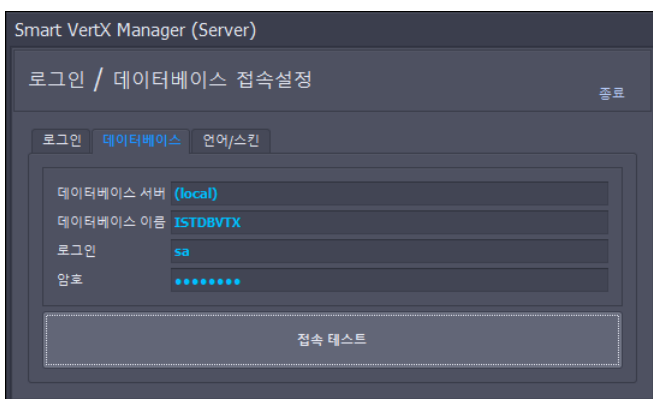 Smart VertX Manager (Server)
로그인 / 데이터베이스 접속설정
종료
로그인 데이터베이스 언어/스킨
데이터베이스 서버 (local)
데이터베이스 이름 ISTDBVTX
로그인 sa
암호 ••••••••
접속 테스트